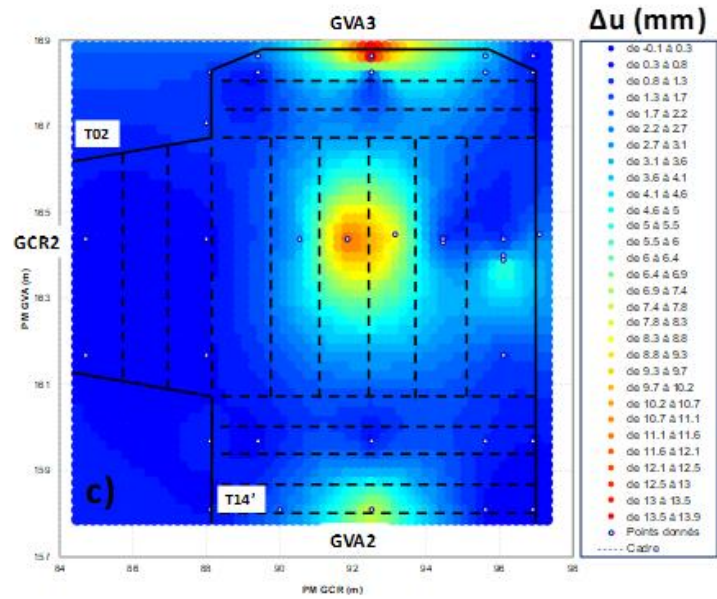 GVA3
Δu (mm)
169
167
165
163
161
159
157
PM GVA (m)
T02
GCR2
c)
T14'
GVA2
84
86
88
90
92
94
96
98
PM GCR (m)
de -0.1 à 0.3
de 0.3 à 0.8
de 0.8 à 1.3
de 1.3 à 1.7
de 1.7 à 2.2
de 2.2 à 2.7
de 2.7 à 3.1
de 3.1 à 3.6
de 3.6 à 4.1
de 4.1 à 4.6
de 4.6 à 5
de 5 à 5.5
de 5.5 à 6
de 6 à 6.4
de 6.4 à 6.9
de 6.9 à 7.4
de 7.4 à 7.8
de 7.8 à 8.3
de 8.3 à 8.8
de 8.8 à 9.3
de 9.3 à 9.7
de 9.7 à 10.2
de 10.2 à 10.7
de 10.7 à 11.1
de 11.1 à 11.6
de 11.6 à 12.1
de 12.1 à 12.5
de 12.5 à 13
de 13 à 13.5
de 13.5 à 13.9
Points donnés
Cadre